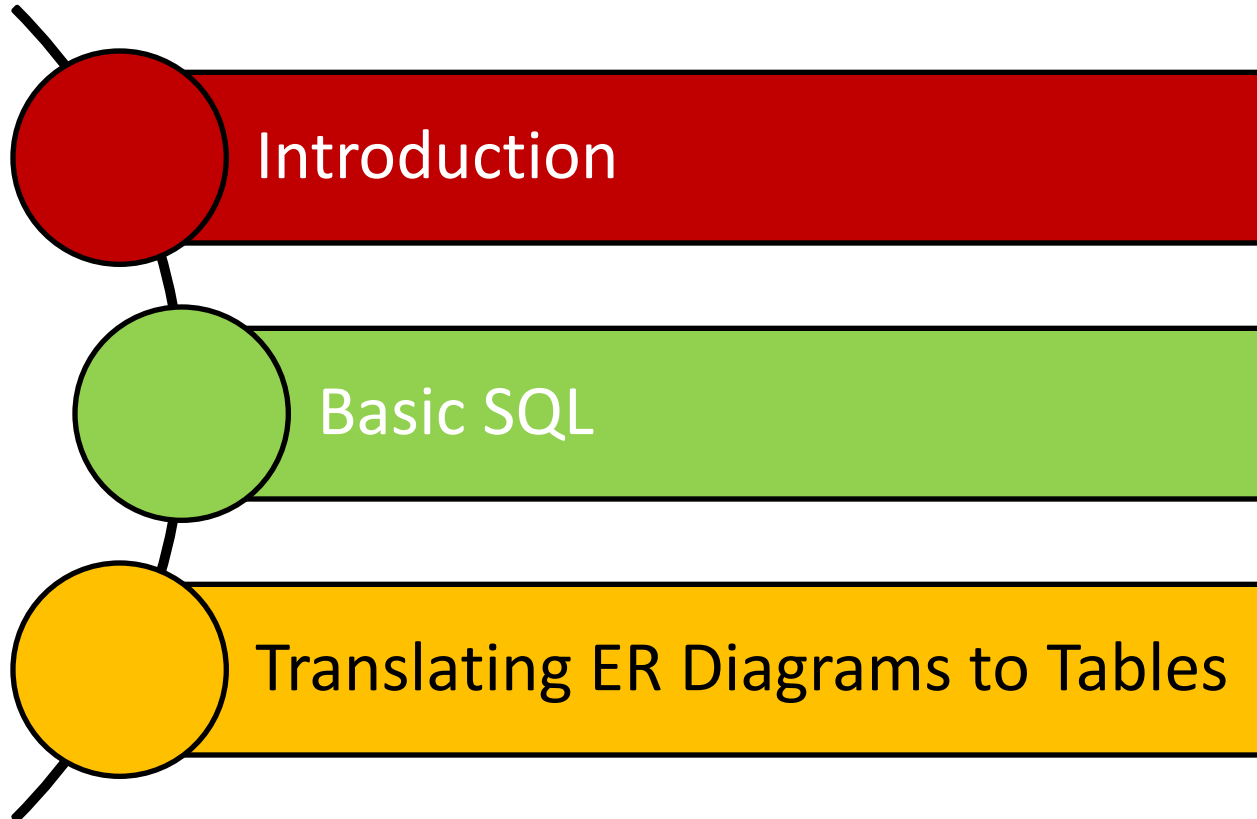 Introduction
Basic SQL
Translating ER Diagrams to Tables